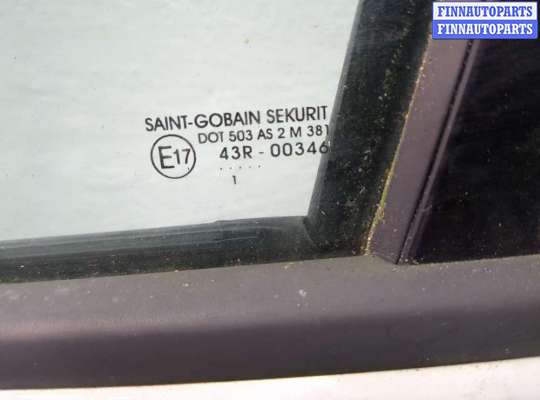 FINNAUTOPARTS
FINNAUTOPARTS
SAINT-GOBAIN SEKURIT
DOT 503 AS 2 M 381
E17 43R - 00346
.....
1